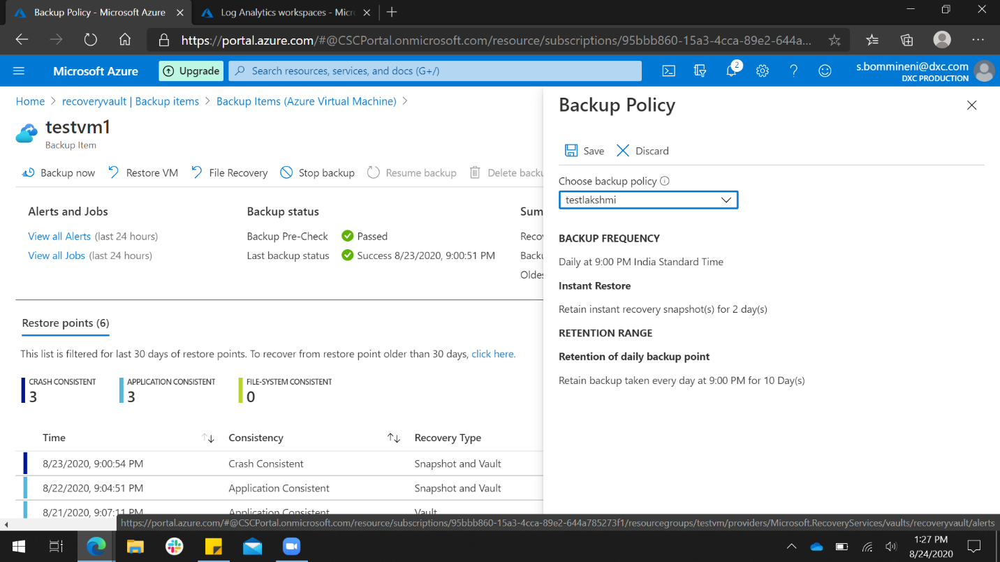 Backup Policy - Microsoft Azure
Log Analytics workspaces - Micr
https://portal.azure.com/#@CSCPortal.onmicrosoft.com/resource/subscriptions/95bbb860-15a3-4cca-89e2-644a...
Microsoft Azure
Upgrade
Search resources, services, and docs (G+/)
2
s.bommineni@dxc.com
DXC PRODUCTION
Home > recoveryvault | Backup items > Backup Items (Azure Virtual Machine) >
testvm1
Backup Item
Backup now
Restore VM
File Recovery
Stop backup
Resume backup
Delete backu
Alerts and Jobs
View all Alerts (last 24 hours)
View all Jobs (last 24 hours)
Backup status
Backup Pre-Check Passed
Last backup status Success 8/23/2020, 9:00:51 PM
Sum
Reco
Backu
Oldes
Restore points (6)
This list is filtered for last 30 days of restore points. To recover from restore point older than 30 days, click here.
CRASH CONSISTENT
3
APPLICATION CONSISTENT
3
FILE-SYSTEM CONSISTENT
0
Time Consistency Recovery Type
8/23/2020, 9:00:54 PM Crash Consistent Snapshot and Vault
8/22/2020, 9:04:51 PM Application Consistent Snapshot and Vault
8/21/2020, 9:07:11 PM Application Consistent Vault
Backup Policy
Save
Discard
Choose backup policy
testlakshmi
BACKUP FREQUENCY
Daily at 9:00 PM India Standard Time
Instant Restore
Retain instant recovery snapshot(s) for 2 day(s)
RETENTION RANGE
Retention of daily backup point
Retain backup taken every day at 9:00 PM for 10 Day(s)
https://portal.azure.com/#@CSCPortal.onmicrosoft.com/resource/subscriptions/95bbb860-15a3-4cca-89e2-644a785273f1/resourcegroups/testvm/providers/Microsoft.RecoveryServices/vaults/recoveryvault/alerts
1:27 PM
8/24/2020